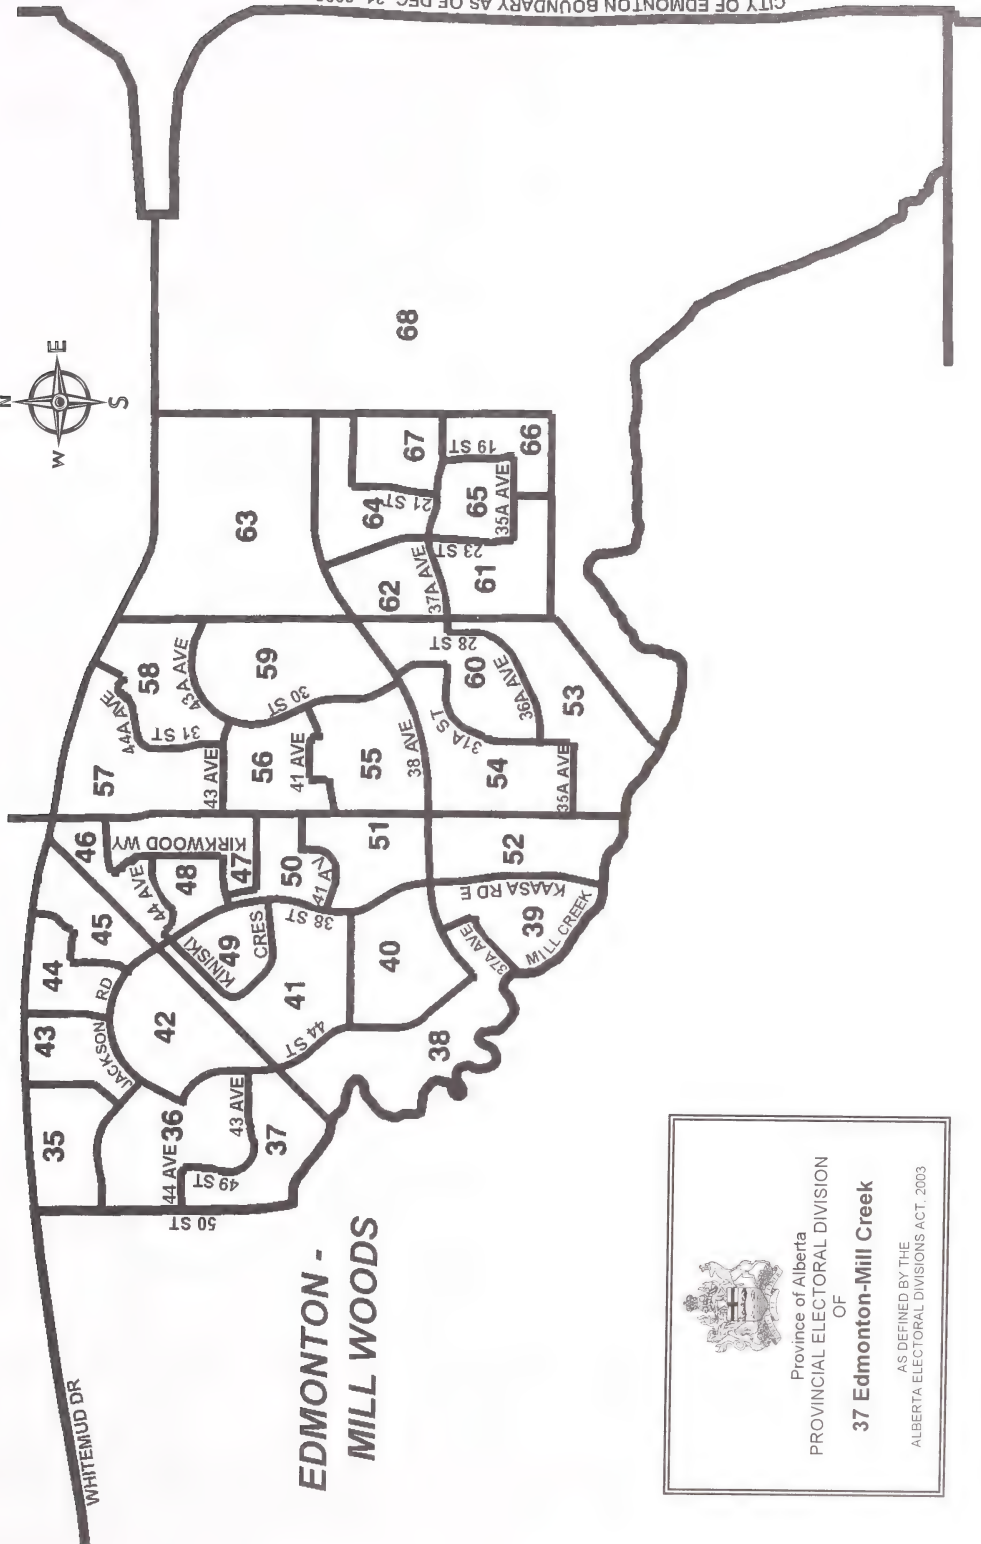 CITY OF EDMONTON BOUNDARY AS OF DEC. 31,
N
W
E
S
WHITEMUD DR
35
43
44
45
46
57
58
44A AVE
43A AVE
31 ST
63
68
JACKSON
RD
42
36
44 AVE
49 ST
50 ST
43 AVE
37
44 AVE
48
KIRKWOOD WY
47
KINISKI
49
CRES
38 ST
50
41 AV
41
44 ST
40
51
43 AVE
56
41 AVE
59
30 ST
55
38 AVE
62
37A AVE
64
21 ST
67
23 ST
65
19 ST
35A AVE
66
61
28 ST
60
36A AVE
31A ST
54
35A AVE
53
52
KAASA RD E
39
MILL CREEK
37A AVE
38
EDMONTON -
MILL WOODS
Province of Alberta
PROVINCIAL ELECTORAL DIVISION
OF
37 Edmonton-Mill Creek
AS DEFINED BY THE
ALBERTA ELECTORAL DIVISIONS ACT, 2003